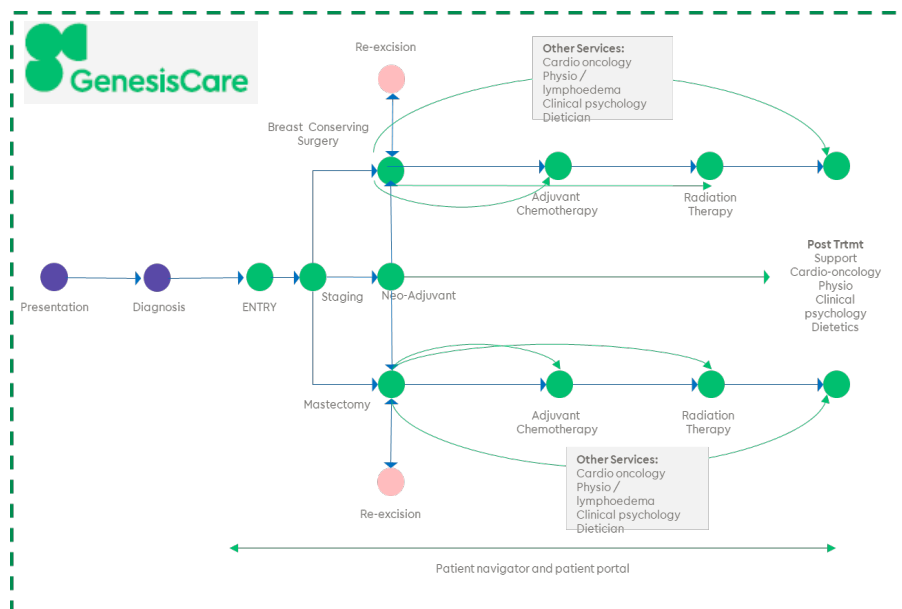 GenesisCare
Re-excision
Other Services:
Cardio oncology
Physio /
lymphoedema
Clinical psychology
Dietician
Breast Conserving
Surgery
Adjuvant
Chemotherapy
Radiation
Therapy
Post Trtmt
Support
Cardio-oncology
Physio
Clinical
psychology
Dietetics
Presentation
Diagnosis
ENTRY
Staging
Neo-Adjuvant
Mastectomy
Adjuvant
Chemotherapy
Radiation
Therapy
Other Services:
Cardio oncology
Physio /
lymphoedema
Clinical psychology
Dietician
Re-excision
Patient navigator and patient portal